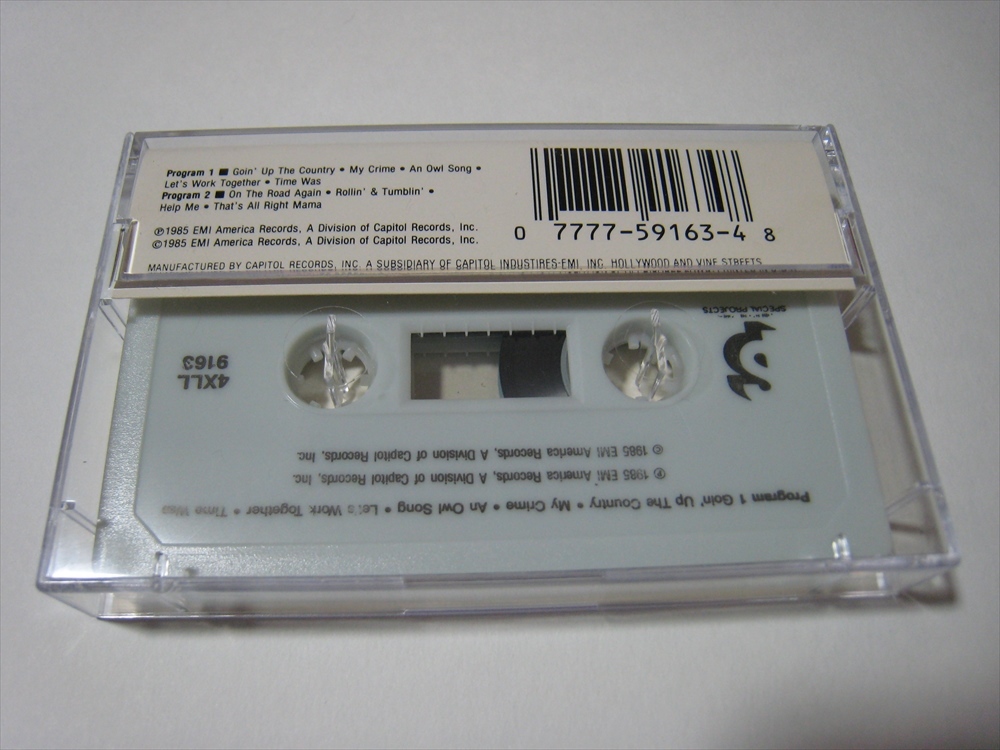 Program 1 ■ Goin' Up The Country • My Crime • An Owl Song •
Let's Work Together • Time Was
Program 2 ■ On The Road Again • Rollin' & Tumblin' •
Help Me • That's All Right Mama
℗1985 EMI America Records, A Division of Capitol Records, Inc.
©1985 EMI America Records, A Division of Capitol Records, Inc.
MANUFACTURED BY CAPITOL RECORDS, INC. A SUBSIDIARY OF CAPITOL INDUSTIRES-EMI, INC. HOLLYWOOD AND VINE STREETS
0 7777-59163-4 8
Program 1 Goin' Up The Country • My Crime • An Owl Song • Let's Work Together • Time Was
℗ 1985 EMI America Records, A Division of Capitol Records, Inc.
© 1985 EMI America Records, A Division of Capitol Records, Inc.
4XLL
9163
SPECIAL PROJECTS